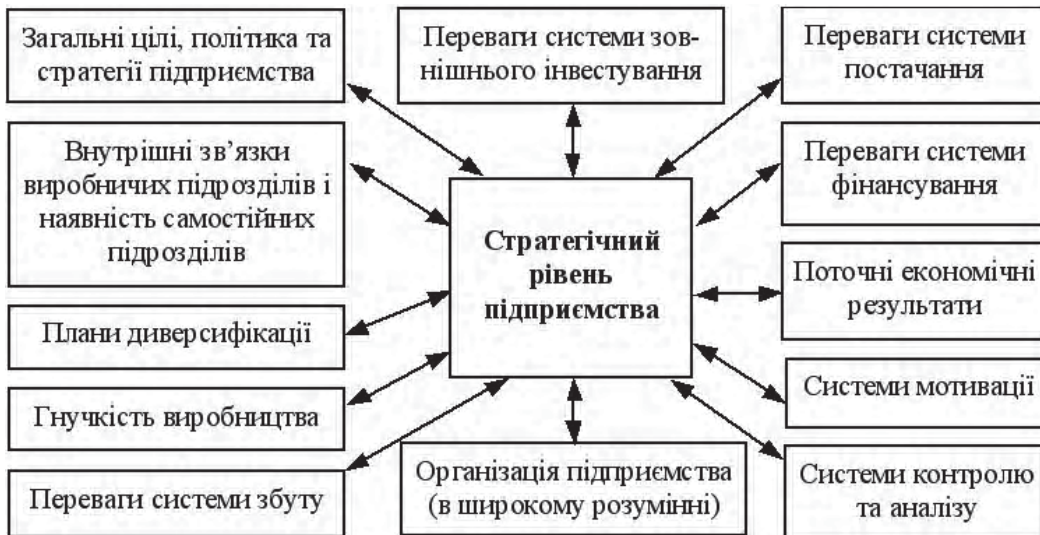 Загальні цілі, політика та
стратегії підприємства
Внутрішні зв’язки
виробничих підрозділів і
наявність самостійних
підрозділів
Плани диверсифікації
Гнучкість виробництва
Переваги системи збуту
Переваги системи зов-
нішнього інвестування
Стратегічний
рівень
підприємства
Організація підприємства
(в широкому розумінні)
Переваги системи
постачання
Переваги системи
фінансування
Поточні економічні
результати
Системи мотивації
Системи контролю
та аналізу